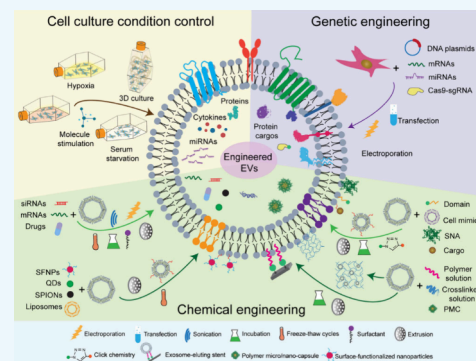 Cell culture condition control
Genetic engineering
Hypoxia
3D culture
Molecule
stimulation
Serum
starvation
Proteins
Cytokines
miRNAs
Protein
cargos
Engineered
EVs
DNA plasmids
mRNAs
miRNAs
Cas9-sgRNA
Transfection
Electroporation
siRNAs
mRNAs
Drugs
SFNPs
QDs
SPIONs
Liposomes
Domain
Cell mimic
SNA
Cargo
Polymer
solution
Crosslinked
solution
PMC
Chemical engineering
Electroporation
Transfection
Sonication
Incubation
Freeze-thaw cycles
Surfactant
Extrusion
Click chemistry
Exosome-eluting stent
Polymer micro/nano-capsule
Surface-functionalized nanoparticles